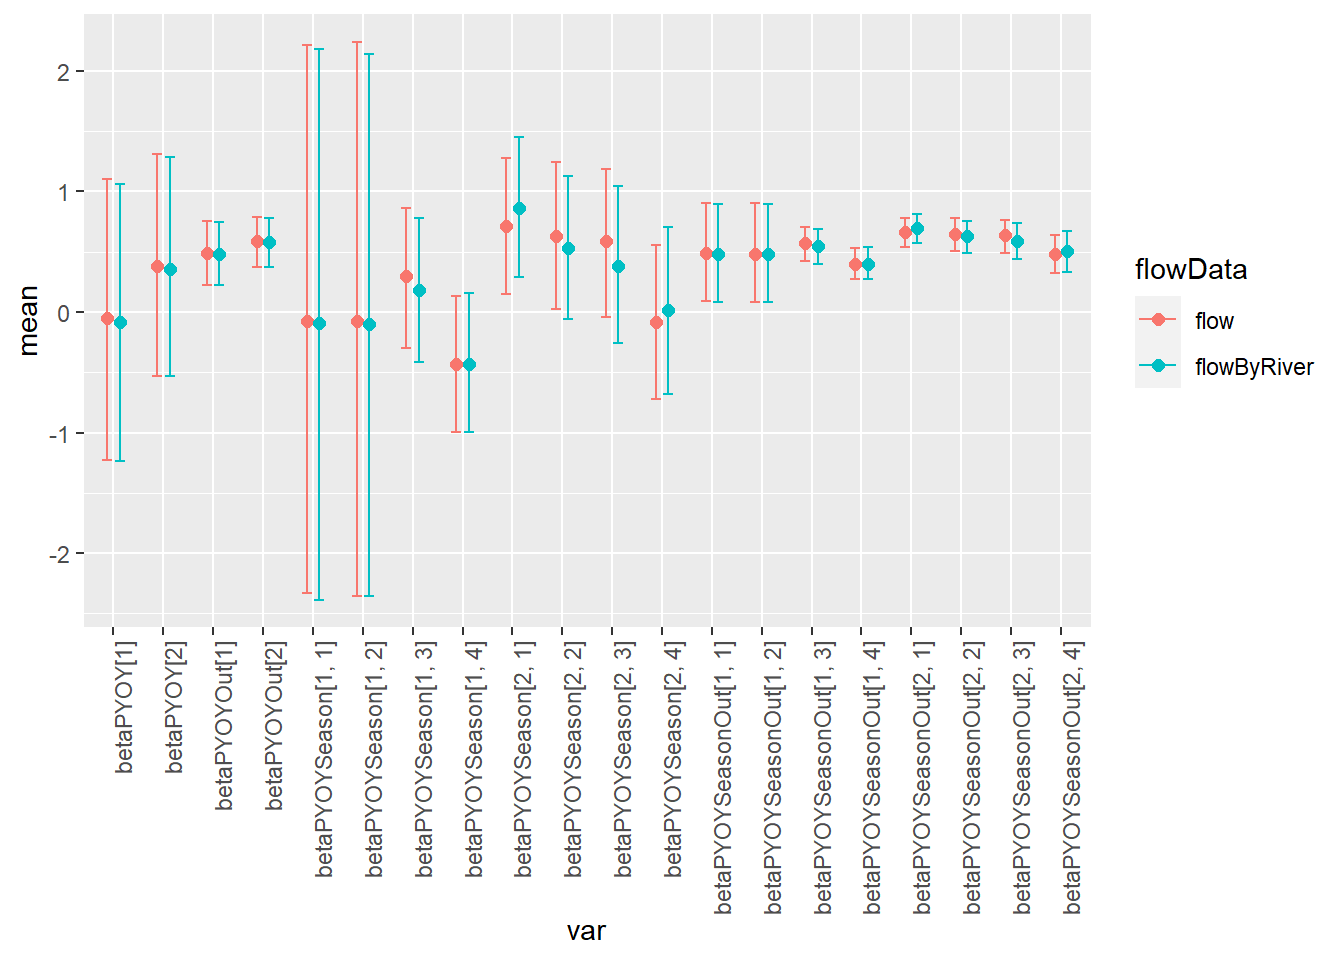 2
1
0
-1
-2
mean
betaPYOY[1]
betaPYOY[2]
betaPYOYOut[1]
betaPYOYOut[2]
betaPYOYSeason[1, 1]
betaPYOYSeason[1, 2]
betaPYOYSeason[1, 3]
betaPYOYSeason[1, 4]
betaPYOYSeason[2, 1]
betaPYOYSeason[2, 2]
betaPYOYSeason[2, 3]
betaPYOYSeason[2, 4]
betaPYOYSeasonOut[1, 1]
betaPYOYSeasonOut[1, 2]
betaPYOYSeasonOut[1, 3]
betaPYOYSeasonOut[1, 4]
betaPYOYSeasonOut[2, 1]
betaPYOYSeasonOut[2, 2]
betaPYOYSeasonOut[2, 3]
betaPYOYSeasonOut[2, 4]
var
flowData
flow
flowByRiver